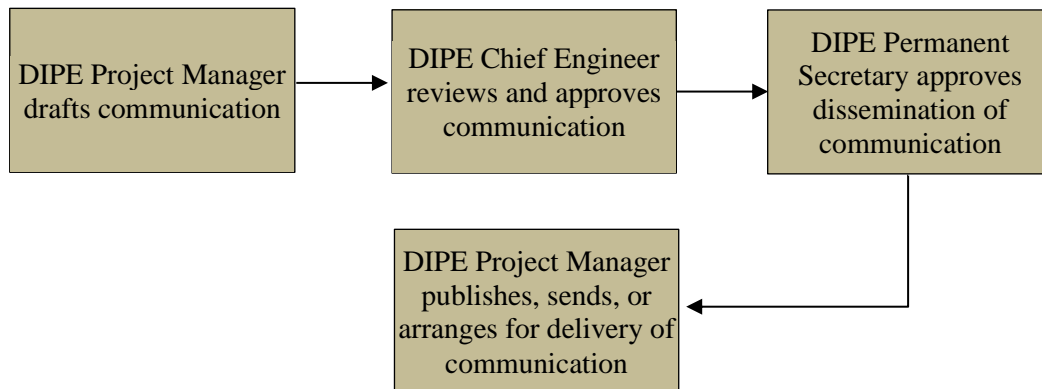 DIPE Project Manager
drafts communication
DIPE Chief Engineer
reviews and approves
communication
DIPE Permanent
Secretary approves
dissemination of
communication
DIPE Project Manager
publishes, sends, or
arranges for delivery of
communication